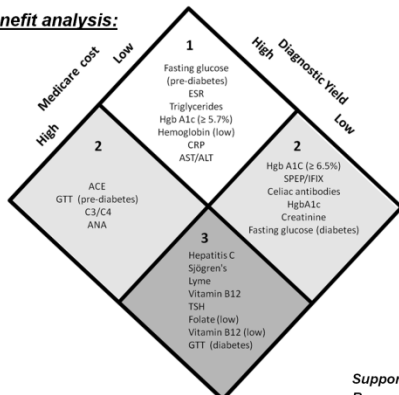 nefit analysis:
Medicare cost
Low
High
High
Diagnostic Yield
Low
1
Fasting glucose
(pre-diabetes)
ESR
Triglycerides
Hgb A1c (≥ 5.7%)
Hemoglobin (low)
CRP
AST/ALT
2
ACE
GTT (pre-diabetes)
C3/C4
ANA
2
Hgb A1C (≥ 6.5%)
SPEP/IFIX
Celiac antibodies
HgbA1c
Creatinine
Fasting glucose (diabetes)
3
Hepatitis C
Sjögren's
Lyme
Vitamin B12
TSH
Folate (low)
Vitamin B12 (low)
GTT (diabetes)
Suppor